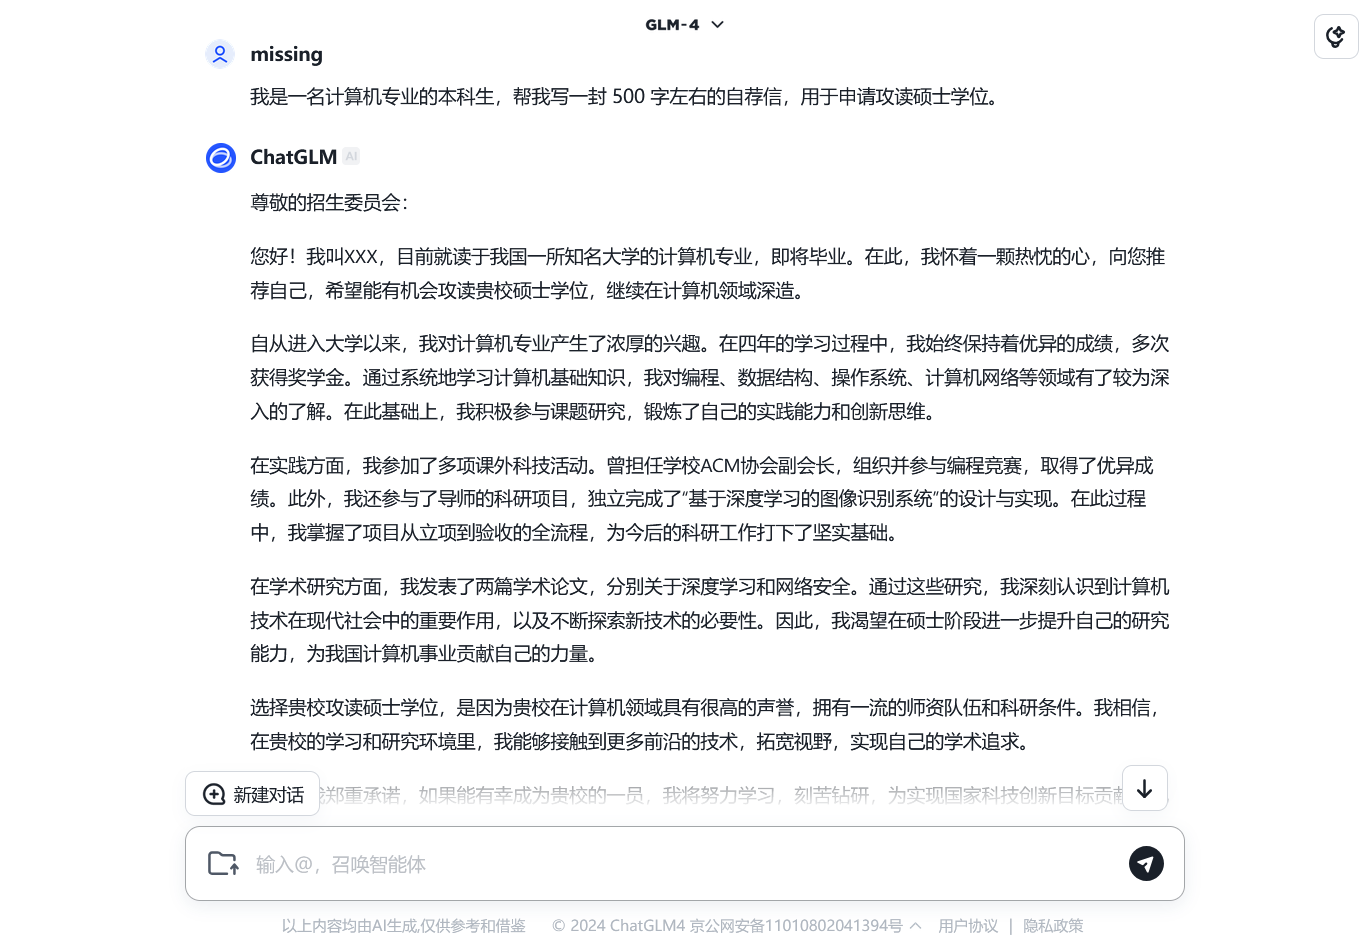 GLM-4
missing
我是一名计算机专业的本科生，帮我写一封 500 字左右的自荐信，用于申请攻读硕士学位。
ChatGLM AI
尊敬的招生委员会：
您好！我叫XXX，目前就读于我国一所知名大学的计算机专业，即将毕业。在此，我怀着一颗热忱的心，向您推
荐自己，希望能有机会攻读贵校硕士学位，继续在计算机领域深造。
自从进入大学以来，我对计算机专业产生了浓厚的兴趣。在四年的学习过程中，我始终保持着优异的成绩，多次
获得奖学金。通过系统地学习计算机基础知识，我对编程、数据结构、操作系统、计算机网络等领域有了较为深
入的了解。在此基础上，我积极参与课题研究，锻炼了自己的实践能力和创新思维。
在实践方面，我参加了多项课外科技活动。曾担任学校ACM协会副会长，组织并参与编程竞赛，取得了优异成
绩。此外，我还参与了导师的科研项目，独立完成了“基于深度学习的图像识别系统”的设计与实现。在此过程
中，我掌握了项目从立项到验收的全流程，为今后的科研工作打下了坚实基础。
在学术研究方面，我发表了两篇学术论文，分别关于深度学习和网络安全。通过这些研究，我深刻认识到计算机
技术在现代社会中的重要作用，以及不断探索新技术的必要性。因此，我渴望在硕士阶段进一步提升自己的研究
能力，为我国计算机事业贡献自己的力量。
选择贵校攻读硕士学位，是因为贵校在计算机领域具有很高的声誉，拥有一流的师资队伍和科研条件。我相信，
在贵校的学习和研究环境里，我能够接触到更多前沿的技术，拓宽视野，实现自己的学术追求。
新建对话
郑重承诺，如果能有幸成为贵校的一员，我将努力学习，刻苦钻研，为实现国家科技创新目标贡
输入@，召唤智能体
以上内容均由AI生成,仅供参考和借鉴 © 2024 ChatGLM4 京公网安备11010802041394号 用户协议 | 隐私政策